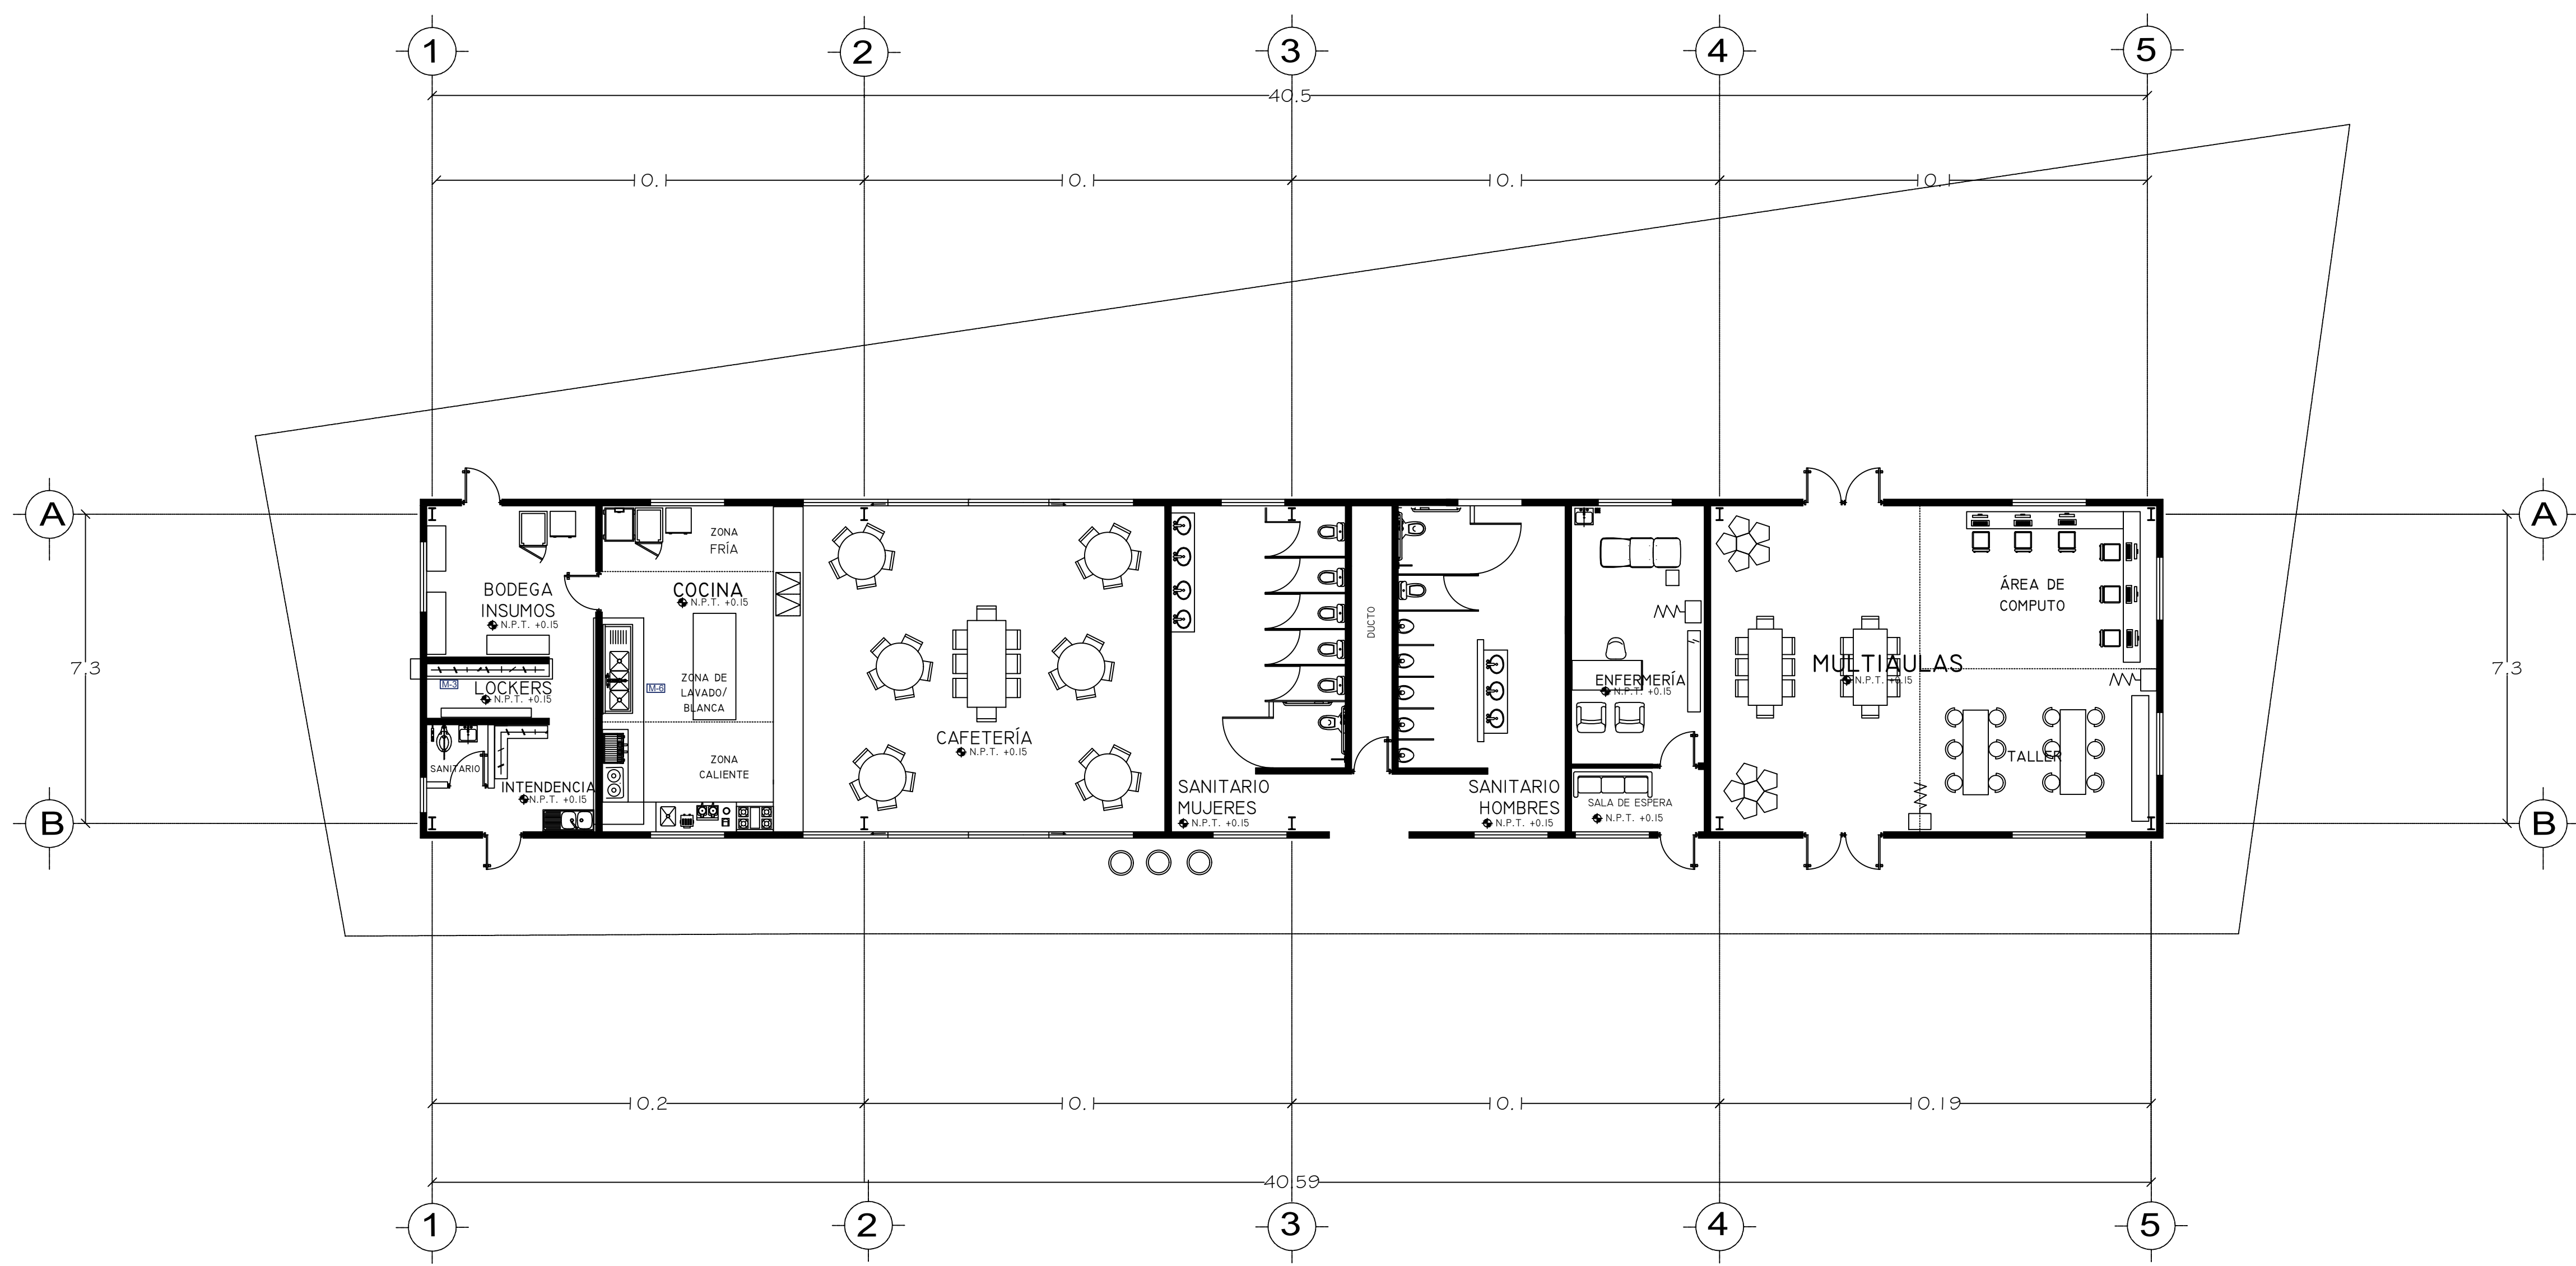 1 2 3 4 5
40.5
10.1 10.1 10.1 10.1
A A
ZONA
FRÍA
BODEGA
INSUMOS
N.P.T. +0.15
COCINA
N.P.T. +0.15
ÁREA DE
COMPUTO
DUCTO
7.3 7.3
M-3
LOCKERS
N.P.T. +0.15
M-6
ZONA DE
LAVADO/
BLANCA
ENFERMERÍA
N.P.T. +0.15
MULTIAULAS
N.P.T. +0.15
CAFETERÍA
N.P.T. +0.15
TALLER
SANITARIO
ZONA
CALIENTE
INTENDENCIA
N.P.T. +0.15
SANITARIO
MUJERES
N.P.T. +0.15
SANITARIO
HOMBRES
N.P.T. +0.15
SALA DE ESPERA
N.P.T. +0.15
B B
10.2 10.1 10.1 10.19
40.59
1 2 3 4 5